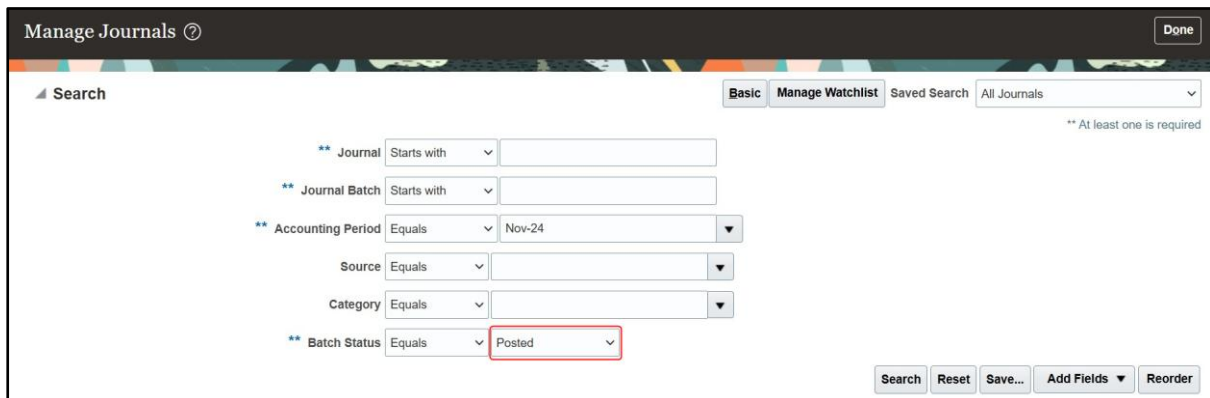 Manage Journals ?
Done
Search
Basic Manage Watchlist Saved Search All Journals
** At least one is required
** Journal Starts with
** Journal Batch Starts with
** Accounting Period Equals Nov-24
Source Equals
Category Equals
** Batch Status Equals Posted
Search Reset Save... Add Fields Reorder